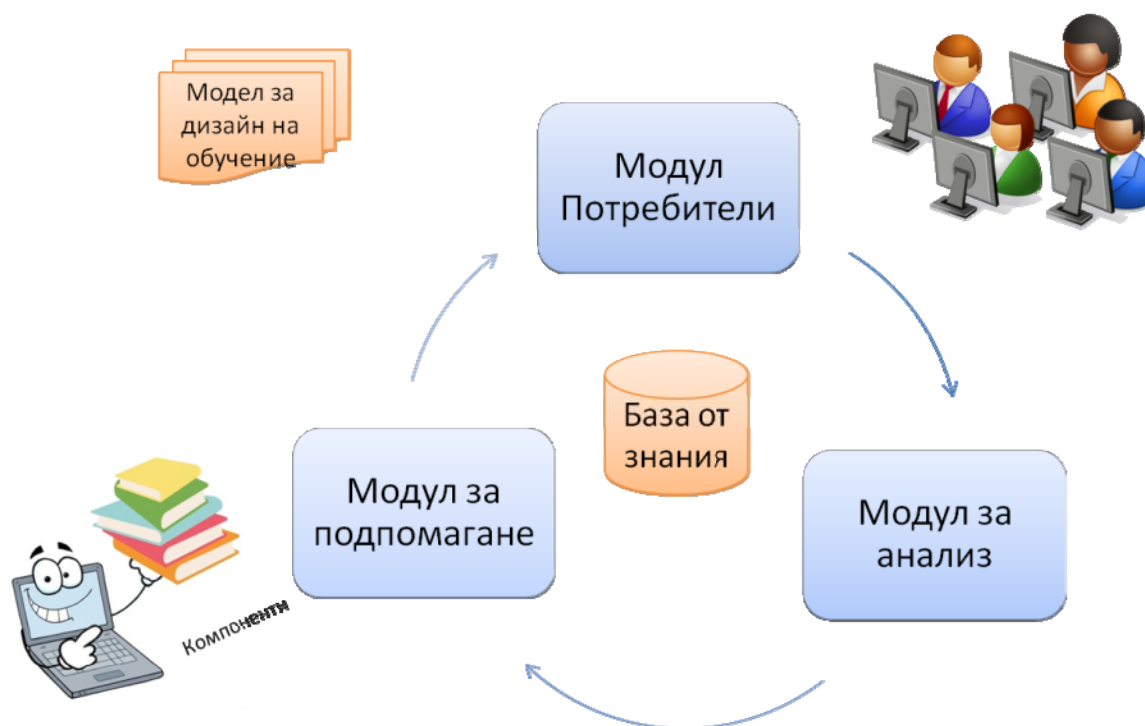 Модел за
дизайн на
обучение
Модул
Потребители
База от
знания
Модул за
подпомагане
Модул за
анализ
Компоненти